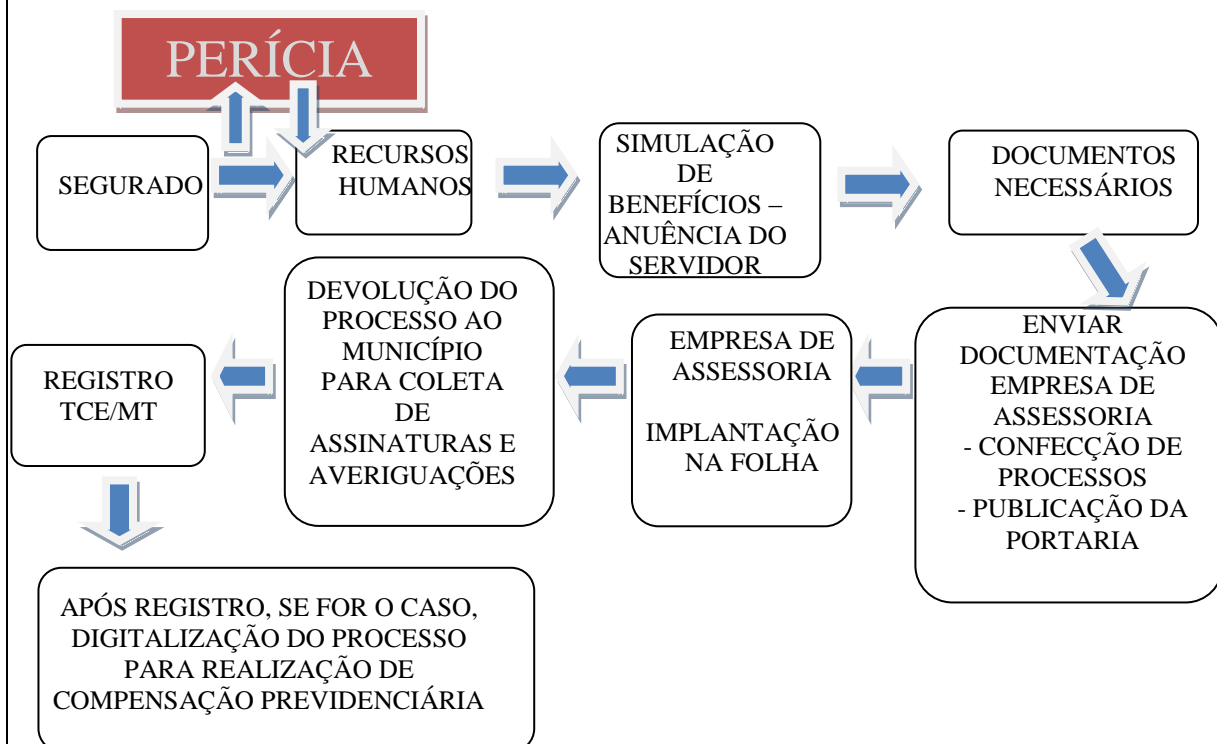 PERÍCIA
SEGURADO
RECURSOS
HUMANOS
SIMULAÇÃO
DE
BENEFÍCIOS –
ANUÊNCIA DO
SERVIDOR
DOCUMENTOS
NECESSÁRIOS
ENVIAR
DOCUMENTAÇÃO
EMPRESA DE
ASSESSORIA
- CONFECÇÃO DE
PROCESSOS
- PUBLICAÇÃO DA
PORTARIA
EMPRESA DE
ASSESSORIA
IMPLANTAÇÃO
NA FOLHA
DEVOLUÇÃO DO
PROCESSO AO
MUNICÍPIO
PARA COLETA
DE
ASSINATURAS E
AVERIGUAÇÕES
REGISTRO
TCE/MT
APÓS REGISTRO, SE FOR O CASO,
DIGITALIZAÇÃO DO PROCESSO
PARA REALIZAÇÃO DE
COMPENSAÇÃO PREVIDENCIÁRIA